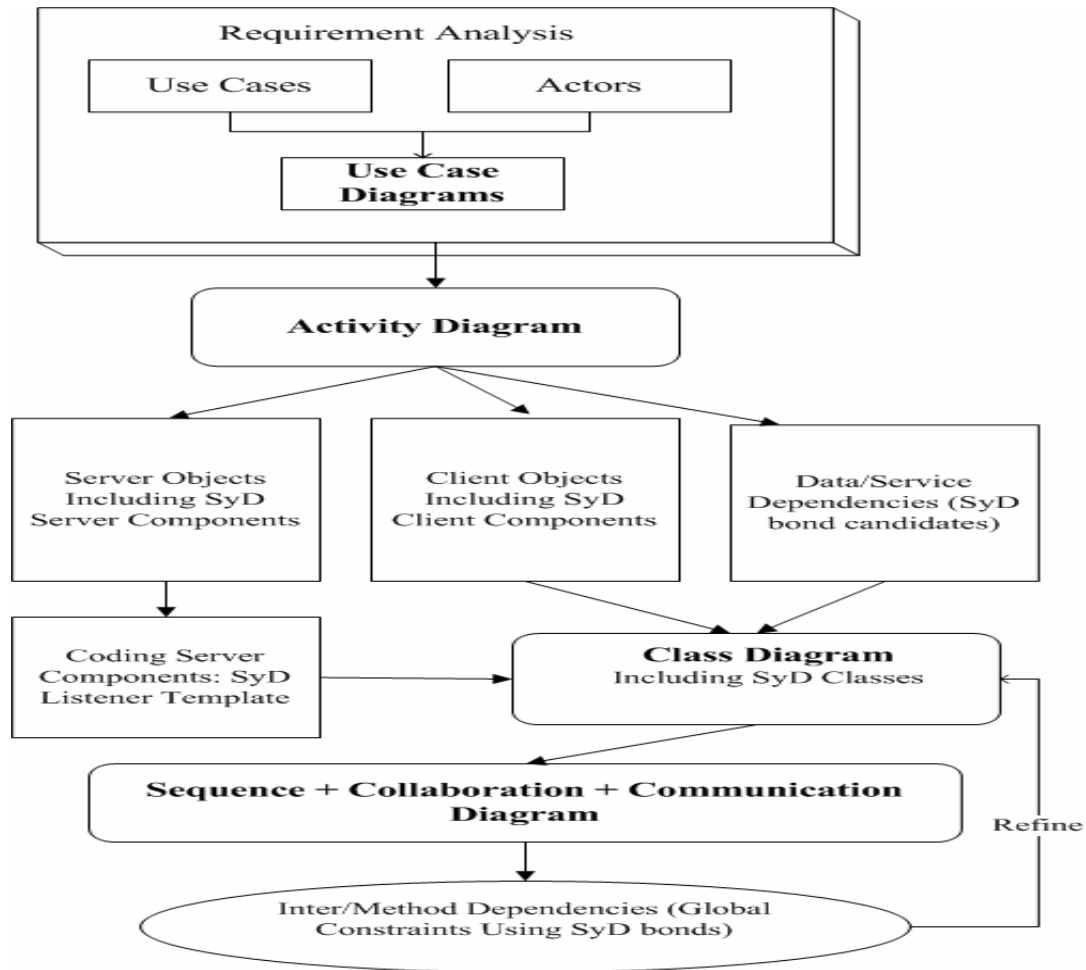 Requirement Analysis
Use Cases
Actors
Use Case
Diagrams
Activity Diagram
Server Objects
Including SyD
Server Components
Client Objects
Including SyD
Client Components
Data/Service
Dependencies (SyD
bond candidates)
Coding Server
Components: SyD
Listener Template
Class Diagram
Including SyD Classes
Sequence + Collaboration + Communication
Diagram
Refine
Inter/Method Dependencies (Global
Constraints Using SyD bonds)